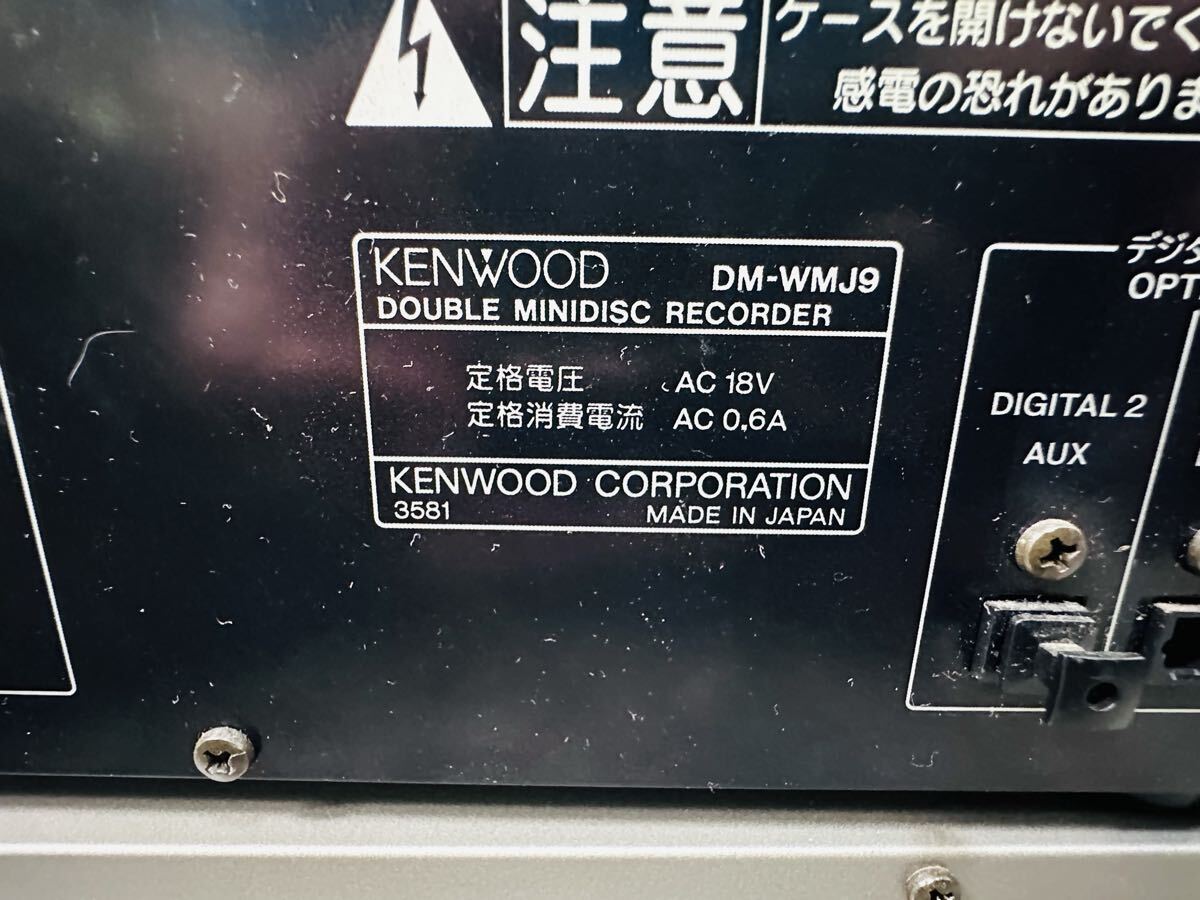 注意
ケースを開けないでく
感電の恐れがありま
KENWOOD DM-WMJ9
DOUBLE MINIDISC RECORDER
定格電圧 AC 18V
定格消費電流 AC 0.6A
KENWOOD CORPORATION
3581 MADE IN JAPAN
デジタ
OPT
DIGITAL 2
AUX